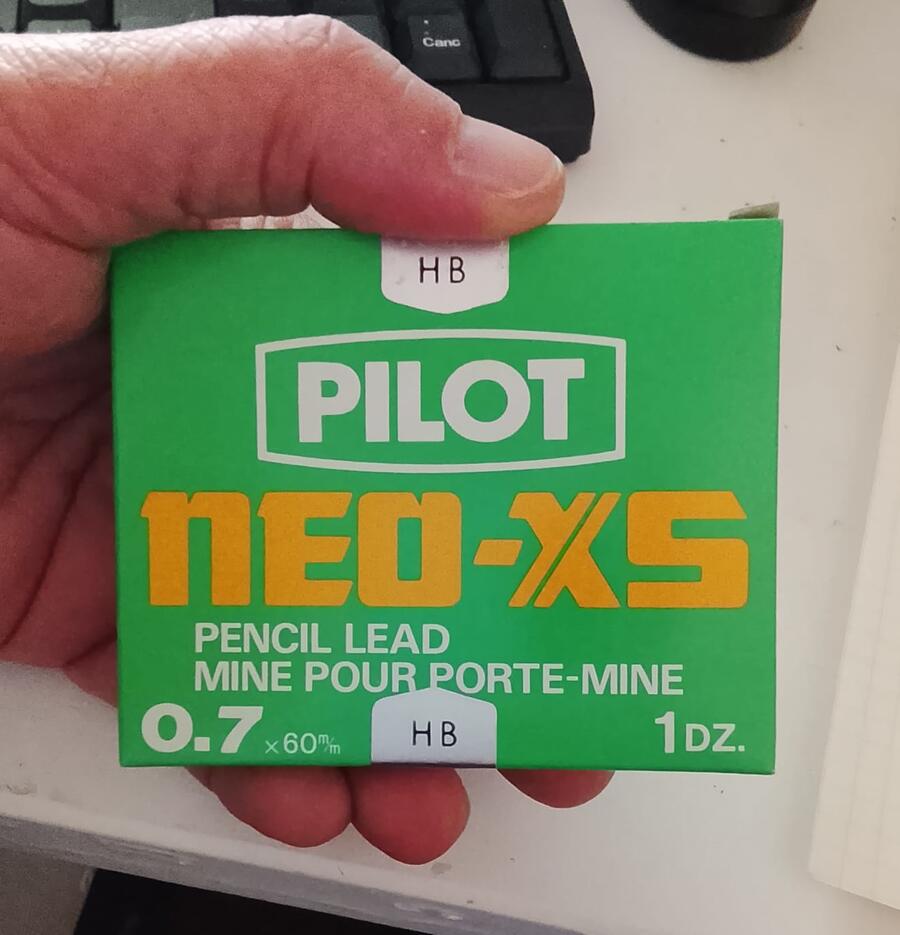 Canc
HB
PILOT
NEO-XS
PENCIL LEAD
MINE POUR PORTE-MINE
0.7 ×60m/m
HB
1DZ.